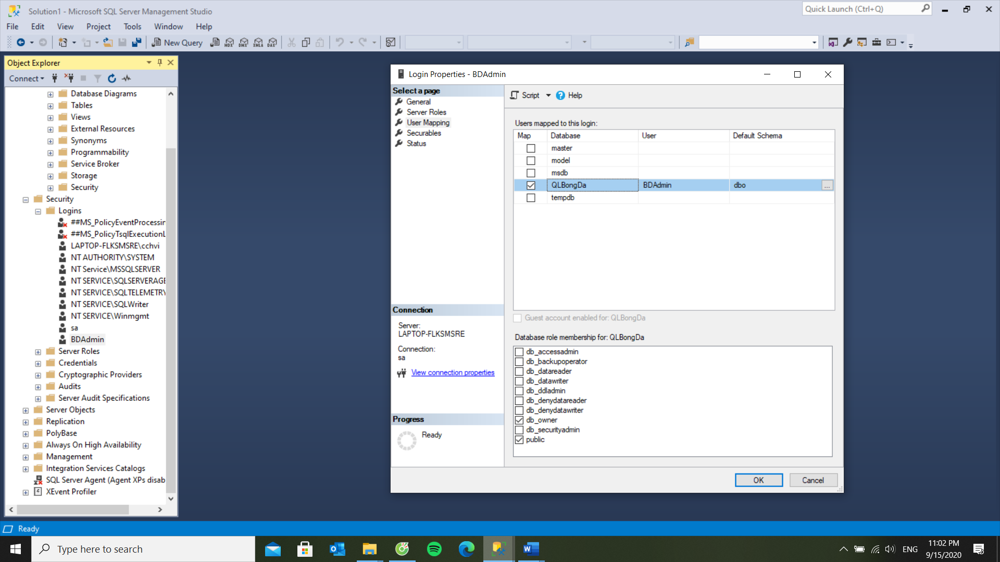 Solution1 - Microsoft SQL Server Management Studio
Quick Launch (Ctrl+Q)
File Edit View Project Tools Window Help
New Query MDX DMX XMLA DAX
Object Explorer
Connect
Database Diagrams
Tables
Views
External Resources
Synonyms
Programmability
Service Broker
Storage
Security
Security
Logins
##MS_PolicyEventProcessin
##MS_PolicyTsqlExecutionL
LAPTOP-FLKSMSRE\cchvi
NT AUTHORITY\SYSTEM
NT Service\MSSQLSERVER
NT SERVICE\SQLSERVERAGE
NT SERVICE\SQLTELEMETRY
NT SERVICE\SQLWriter
NT SERVICE\Winmgmt
sa
BDAdmin
Server Roles
Credentials
Cryptographic Providers
Audits
Server Audit Specifications
Server Objects
Replication
PolyBase
Always On High Availability
Management
Integration Services Catalogs
SQL Server Agent (Agent XPs disab
XEvent Profiler
Login Properties - BDAdmin
Select a page
General
Server Roles
User Mapping
Securables
Status
Connection
Server:
LAPTOP-FLKSMSRE
Connection:
sa
View connection properties
Progress
Ready
Script Help
Users mapped to this login:
Map Database User Default Schema
master
model
msdb
QLBongDa BDAdmin dbo ...
tempdb
Guest account enabled for: QLBongDa
Database role membership for: QLBongDa
db_accessadmin
db_backupoperator
db_datareader
db_datawriter
db_ddladmin
db_denydatareader
db_denydatawriter
db_owner
db_securityadmin
public
OK Cancel
Ready
Type here to search
ENG
11:02 PM
9/15/2020